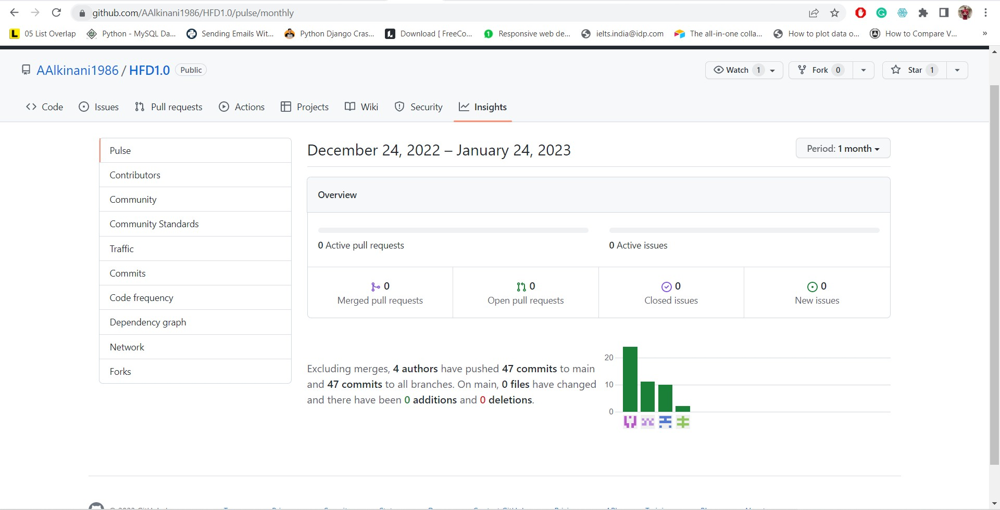 github.com/AAlkinani1986/HFD1.0/pulse/monthly
05 List Overlap Python - MySQL Da... Sending Emails Wit... Python Django Cras... Download [ FreeCo... Responsive web de... ielts.india@idp.com The all-in-one colla... How to plot data o... How to Compare V... »
AAlkinani1986 / HFD1.0 Public Watch 1 Fork 0 Star 1
Code Issues Pull requests Actions Projects Wiki Security Insights
Pulse
Contributors
Community
Community Standards
Traffic
Commits
Code frequency
Dependency graph
Network
Forks
December 24, 2022 – January 24, 2023 Period: 1 month
Overview
0 Active pull requests 0 Active issues
0 0 0 0
Merged pull requests Open pull requests Closed issues New issues
Excluding merges, 4 authors have pushed 47 commits to main
and 47 commits to all branches. On main, 0 files have changed
and there have been 0 additions and 0 deletions.
20
10
0